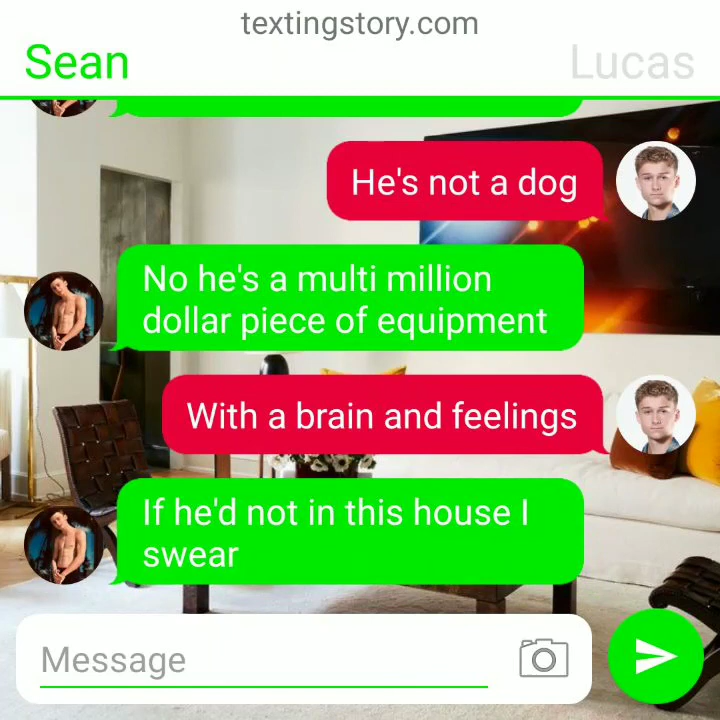 textingstory.com
Sean
Lucas
He's not a dog
No he's a multi million
dollar piece of equipment
With a brain and feelings
If he'd not in this house I
swear
Message